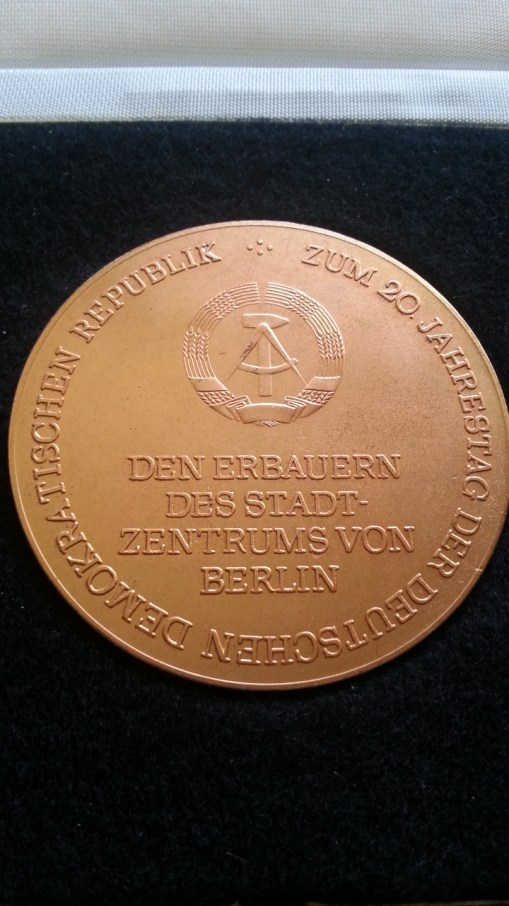 ZUM 20. JAHRESTAG DER DEUTSCHEN DEMOKRATISCHEN REPUBLIK
DEN ERBAUERN
DES STADT-
ZENTRUMS VON
BERLIN